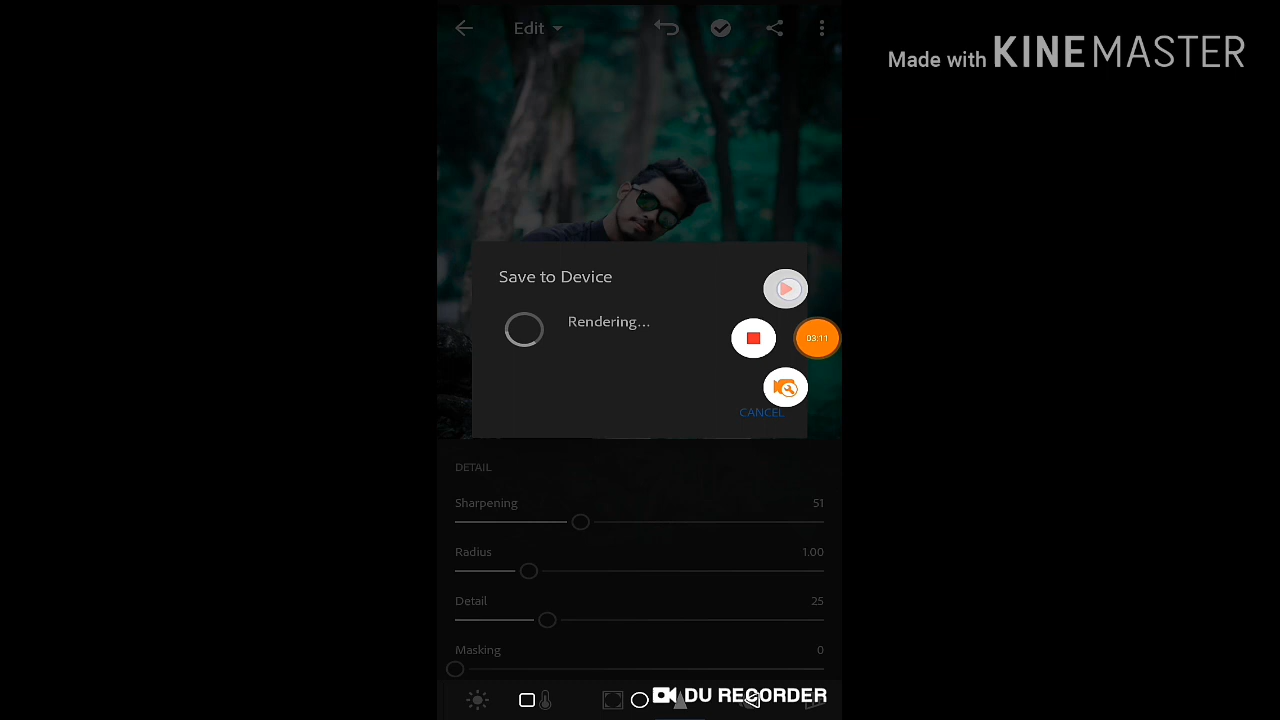 Edit
Made with KINEMASTER
Save to Device
Rendering...
03:11
CANCEL
DETAIL
Sharpening 51
Radius 1.00
Detail 25
Masking 0
DU RECORDER